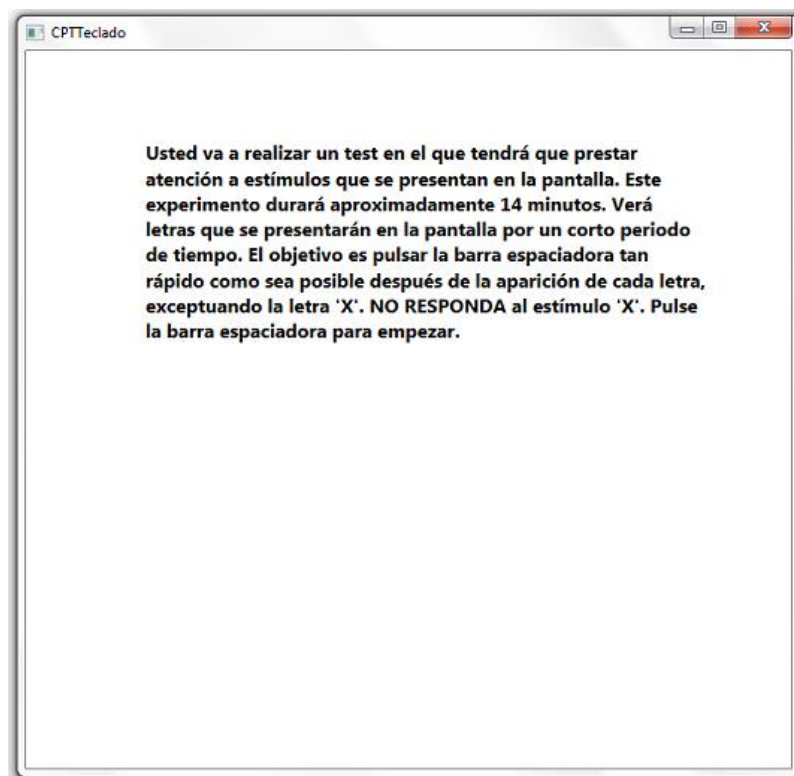 CPTTeclado
Usted va a realizar un test en el que tendrá que prestar
atención a estímulos que se presentan en la pantalla. Este
experimento durará aproximadamente 14 minutos. Verá
letras que se presentarán en la pantalla por un corto periodo
de tiempo. El objetivo es pulsar la barra espaciadora tan
rápido como sea posible después de la aparición de cada letra,
exceptuando la letra 'X'. NO RESPONDA al estímulo 'X'. Pulse
la barra espaciadora para empezar.